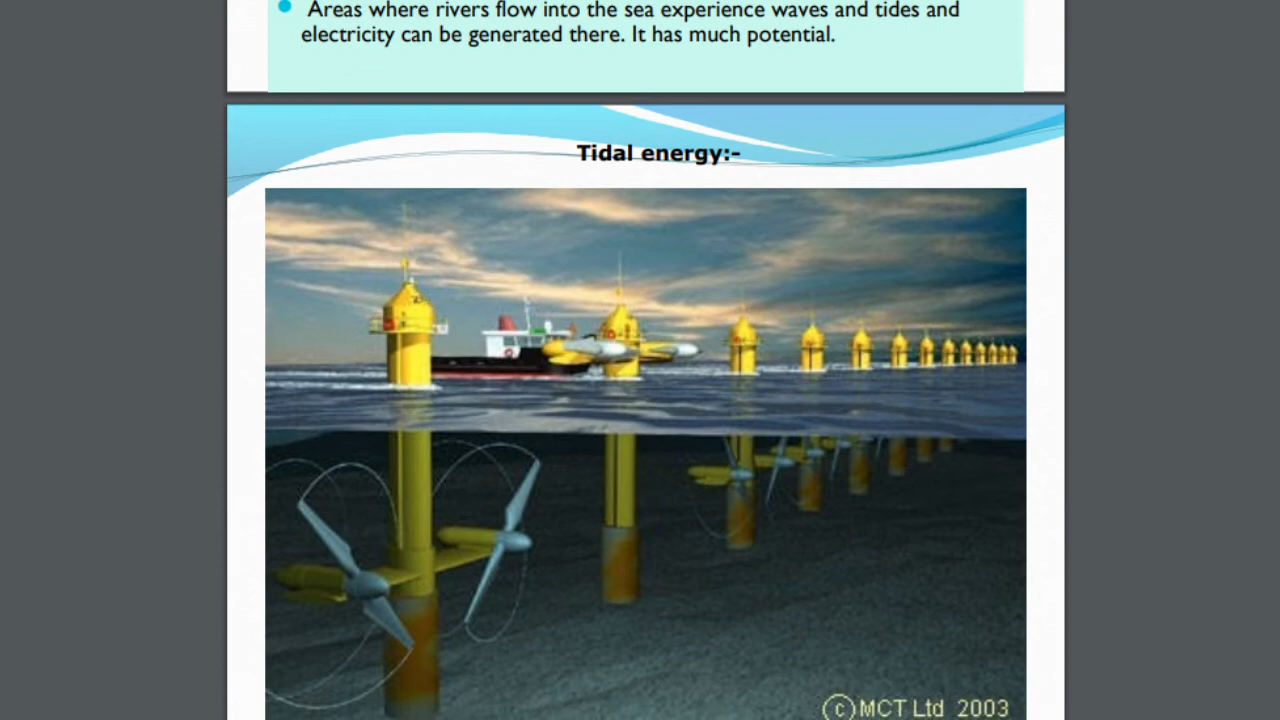 Areas where rivers flow into the sea experience waves and tides and
electricity can be generated there. It has much potential.
Tidal energy:-
(c) MCT Ltd 2003